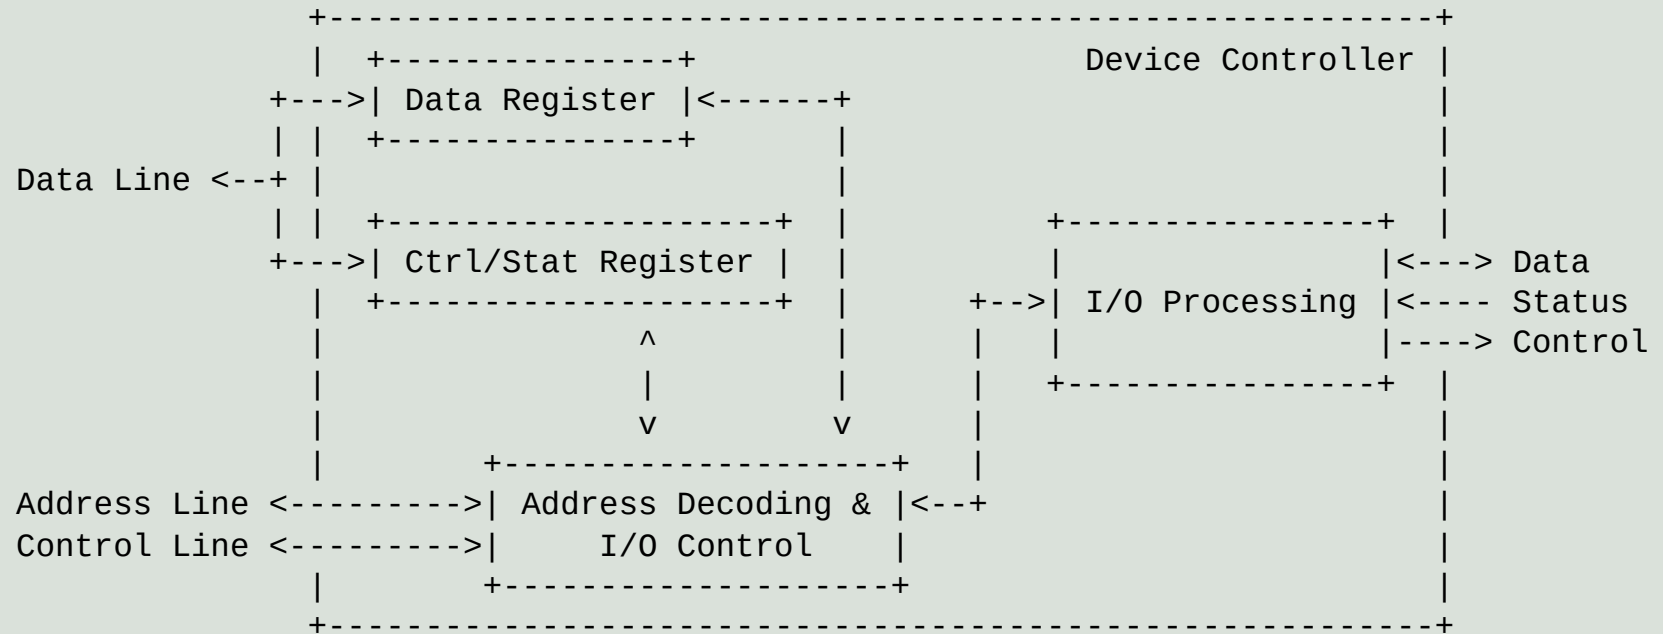 Device Controller
Data Register
Data Line
Ctrl/Stat Register
Data
I/O Processing
Status
Control
Address Line
Address Decoding &
Control Line
I/O Control